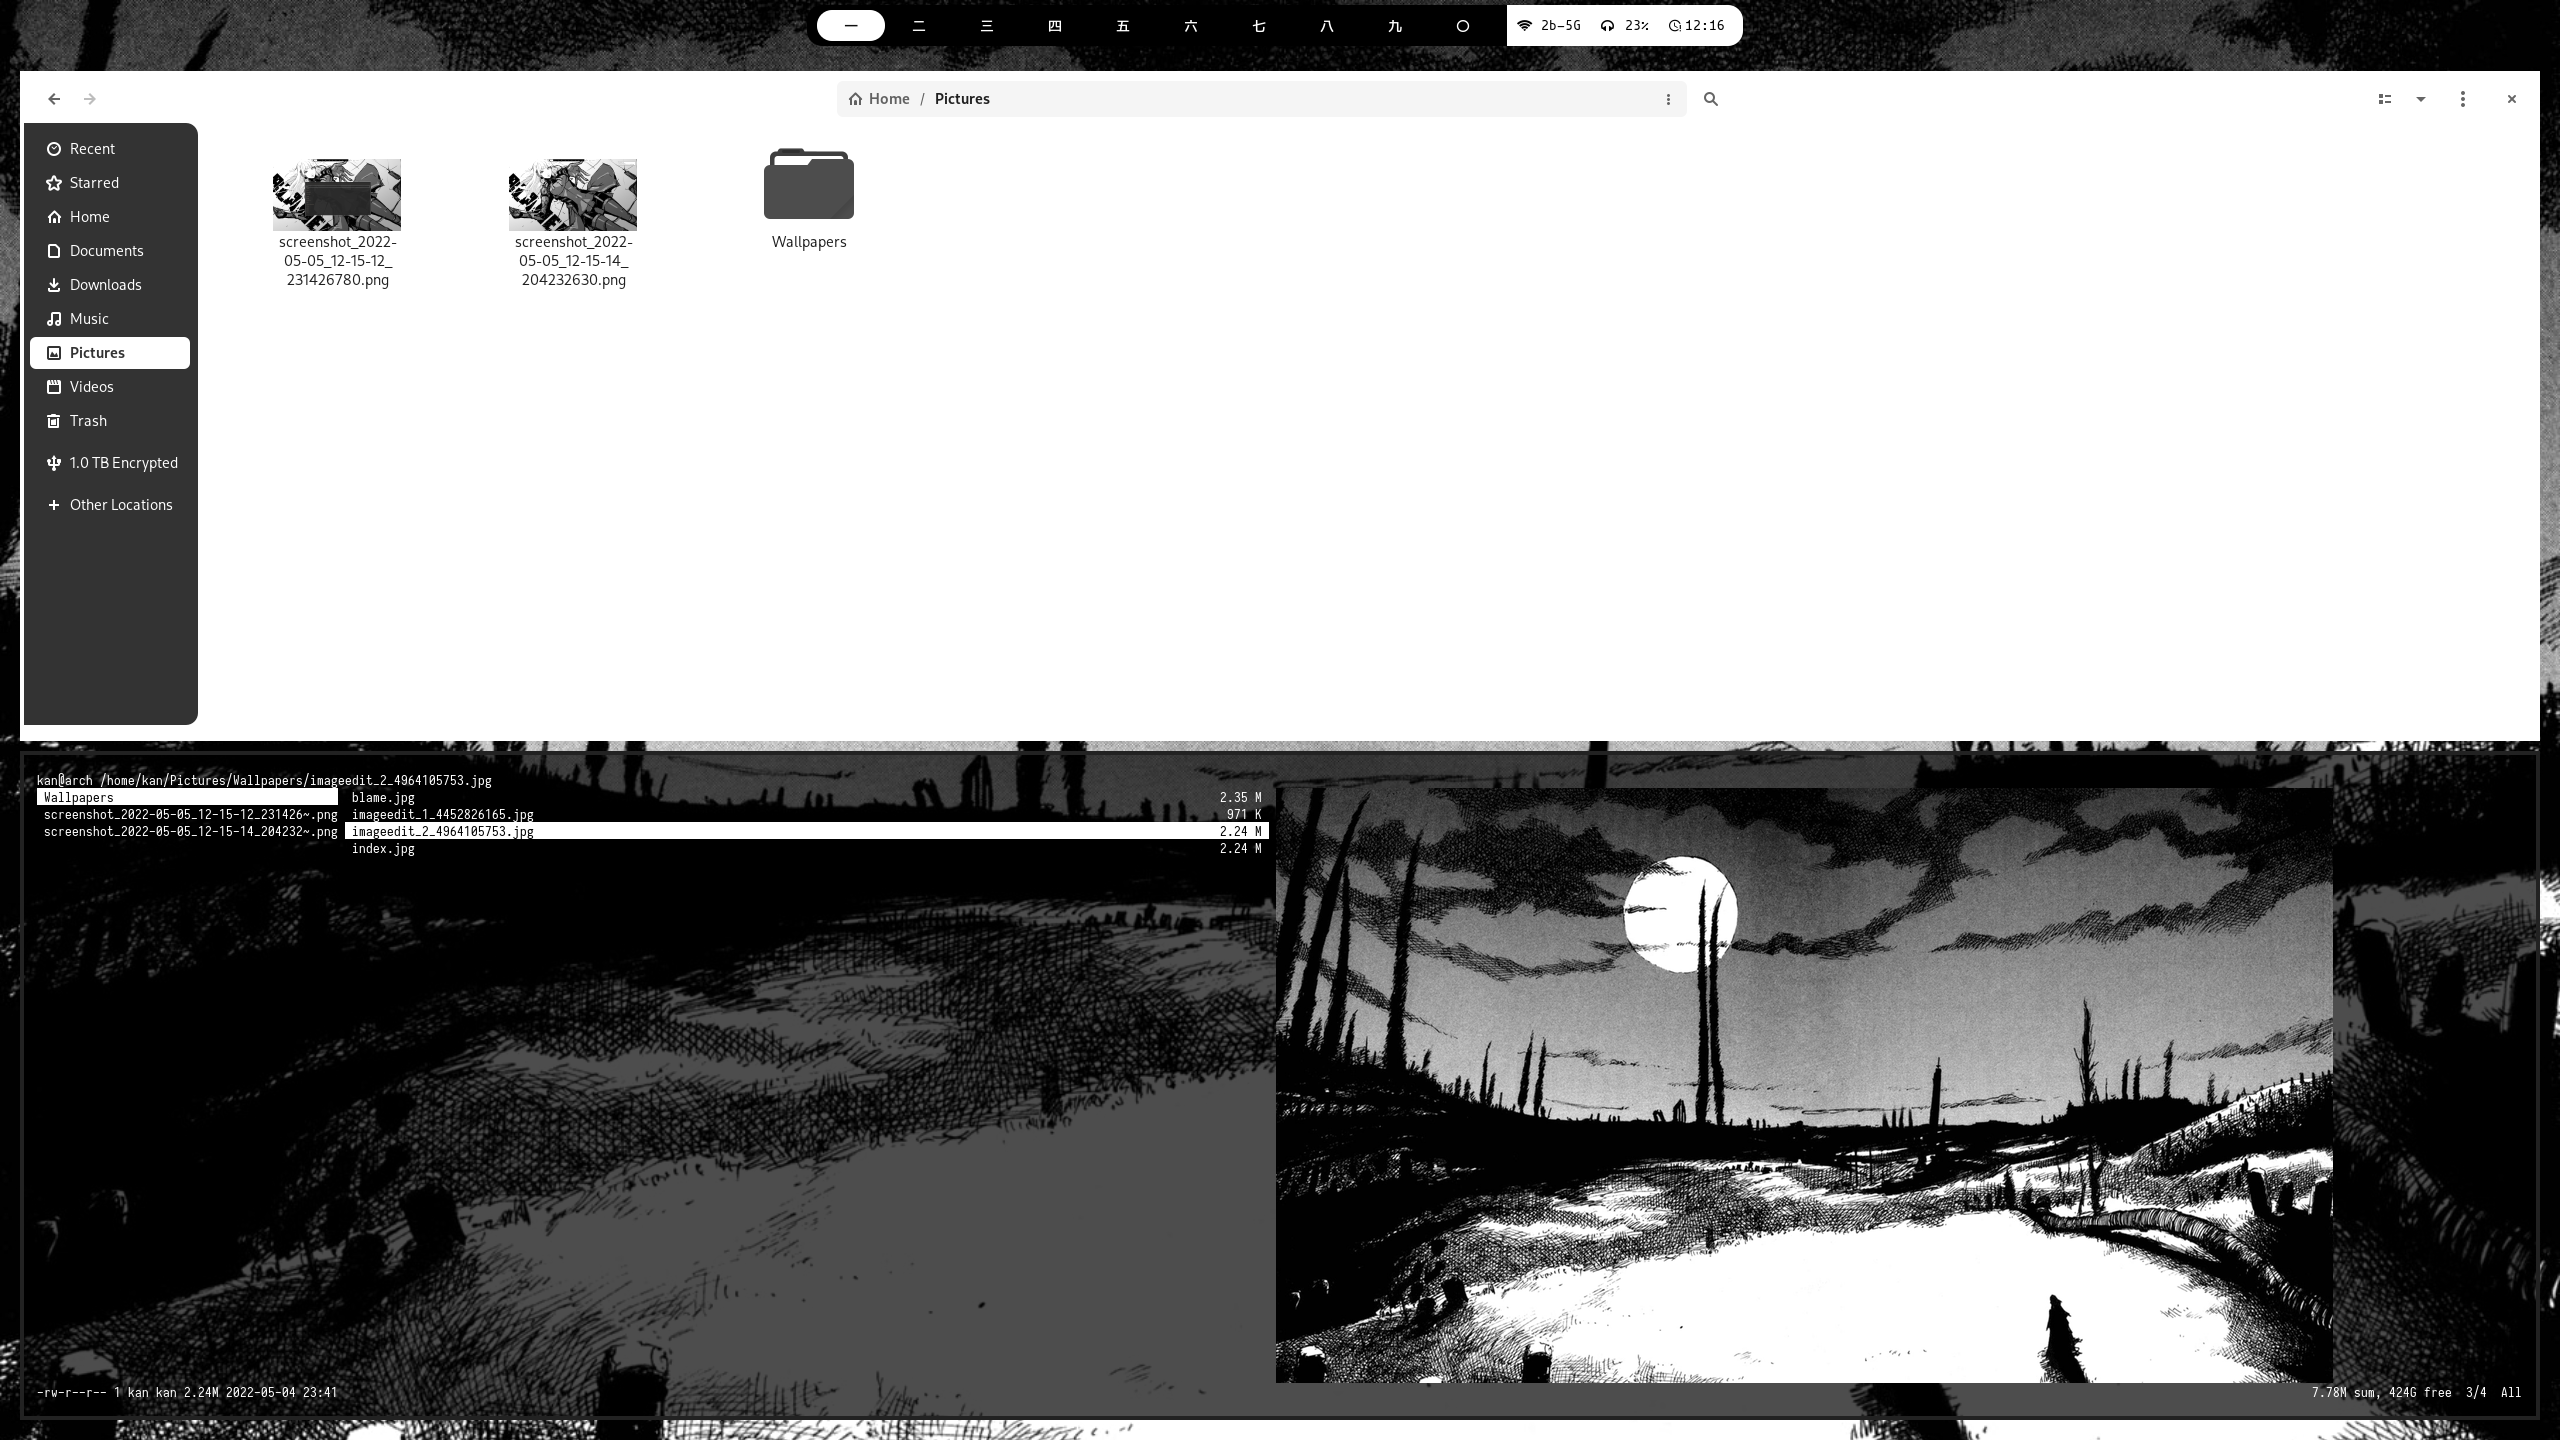 一 二 三 四 五 六 七 八 九 〇 2b-5G 23% 12:16
Home / Pictures
Recent
Starred
Home
Documents
Downloads
Music
Pictures
Videos
Trash
1.0 TB Encrypted
Other Locations
screenshot_2022-
05-05_12-15-12_
231426780.png
screenshot_2022-
05-05_12-15-14_
204232630.png
Wallpapers
kan@arch /home/kan/Pictures/Wallpapers/imageedit_2_4964105753.jpg
Wallpapers
screenshot_2022-05-05_12-15-12_231426~.png
screenshot_2022-05-05_12-15-14_204232~.png
blame.jpg 2.35 M
imageedit_1_4452826165.jpg 971 K
imageedit_2_4964105753.jpg 2.24 M
index.jpg 2.24 M
-rw-r--r-- 1 kan kan 2.24M 2022-05-04 23:41
7.78M sum, 424G free 3/4 All